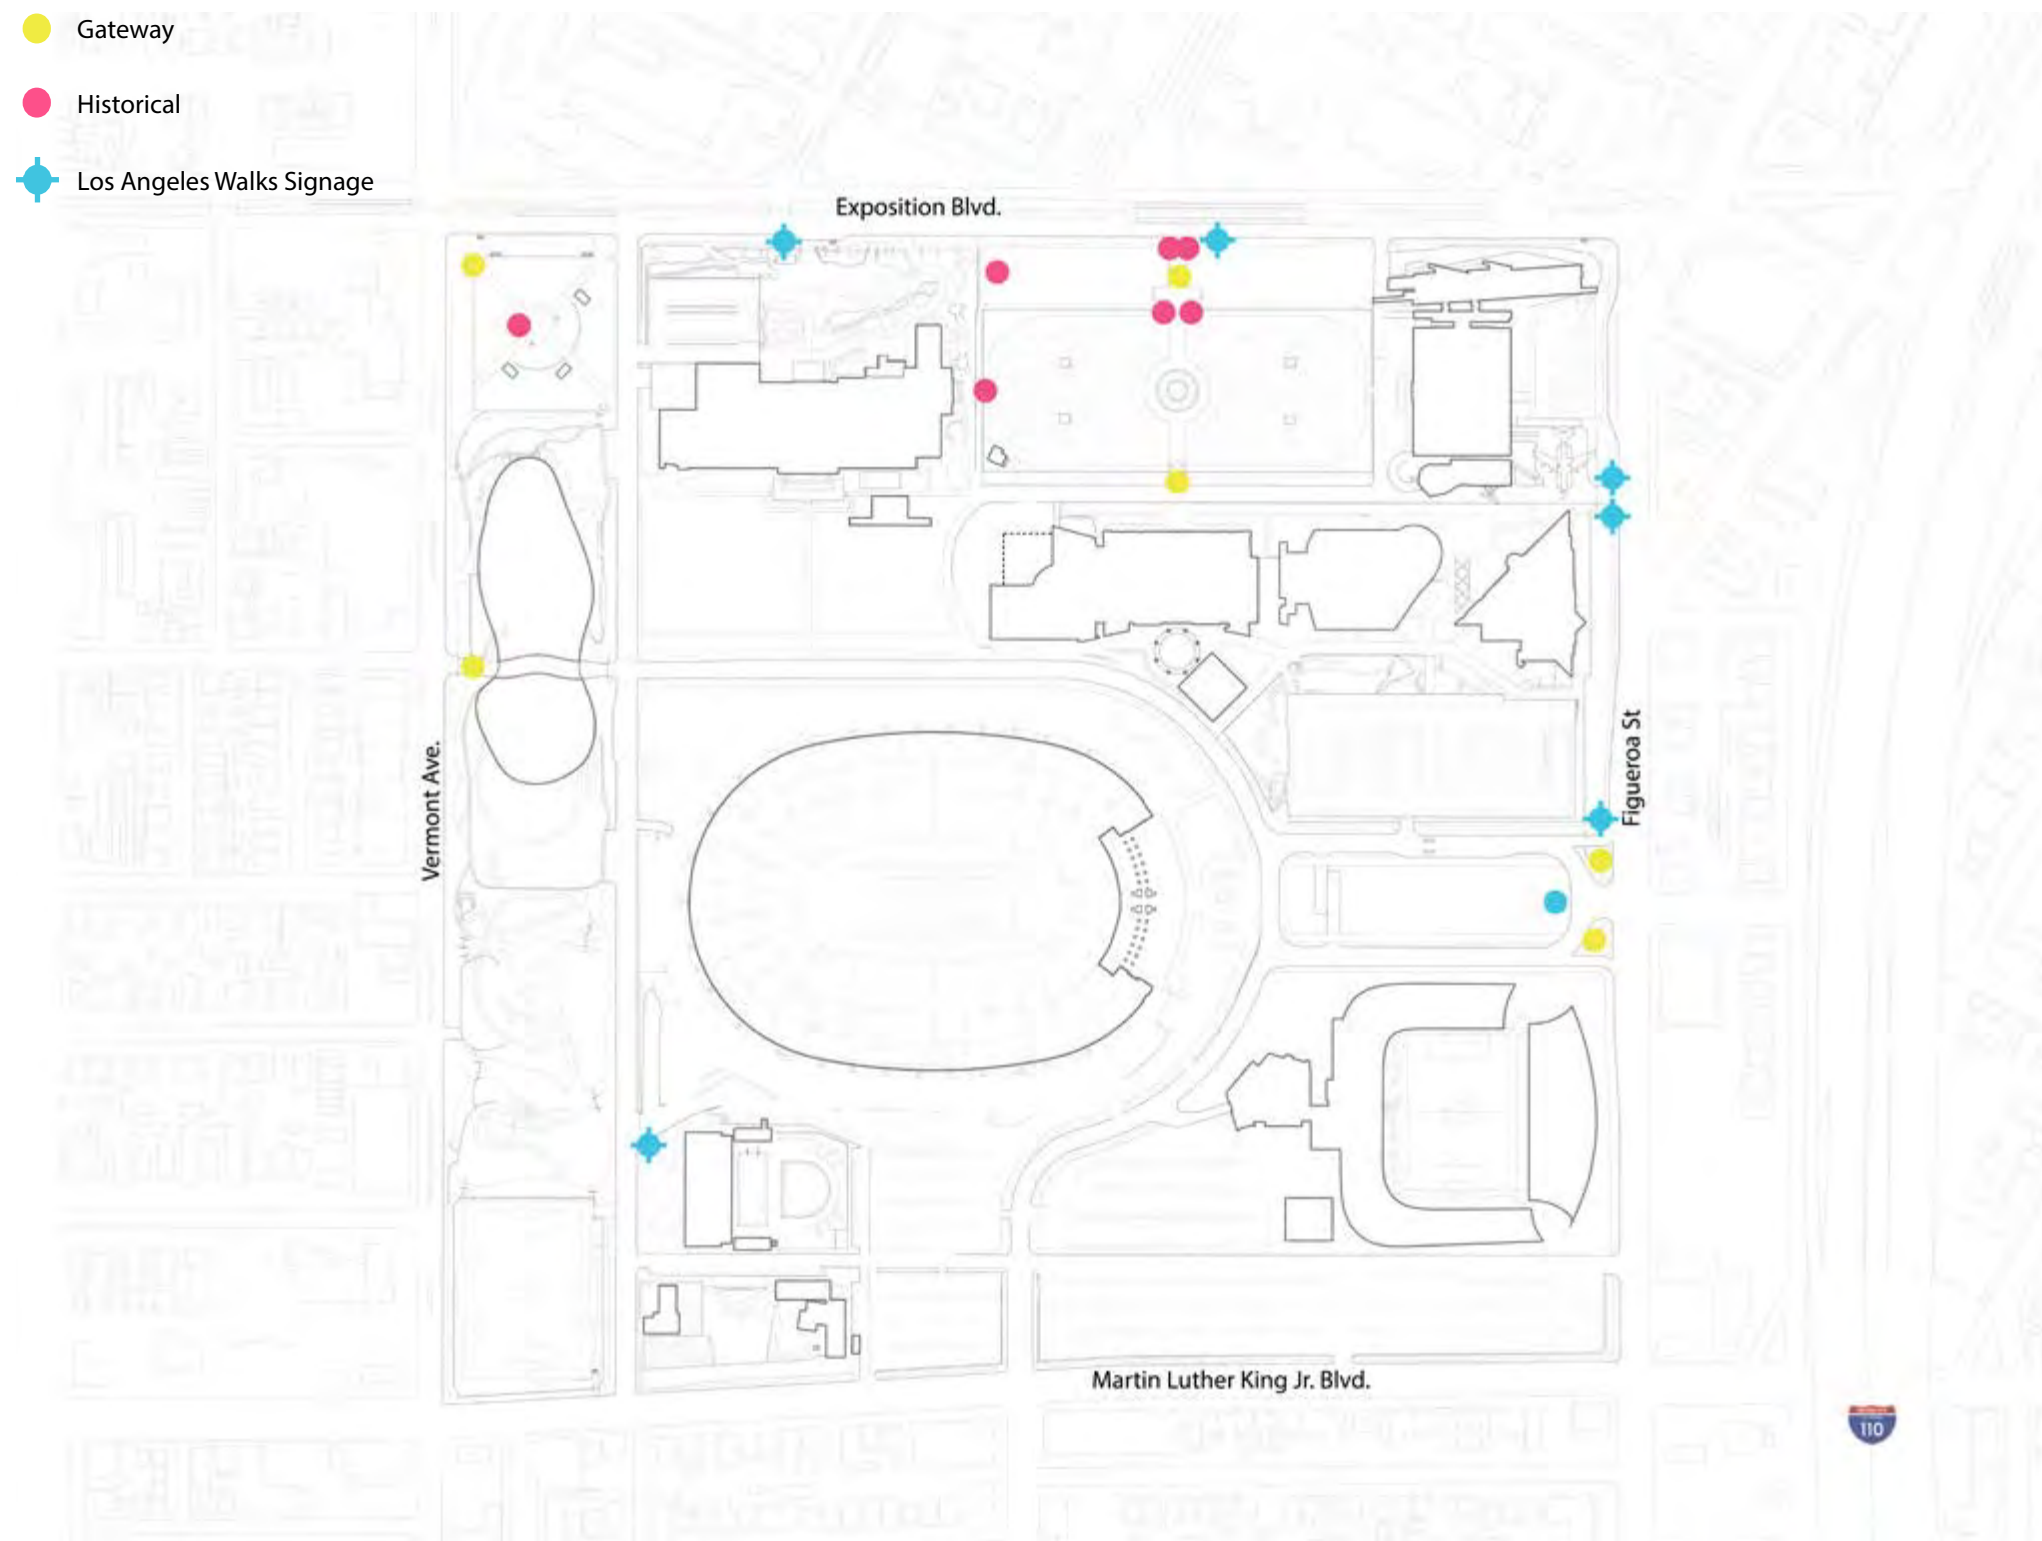 Gateway
Historical
Los Angeles Walks Signage
Exposition Blvd.
Vermont Ave.
Figueroa St
Martin Luther King Jr. Blvd.
110